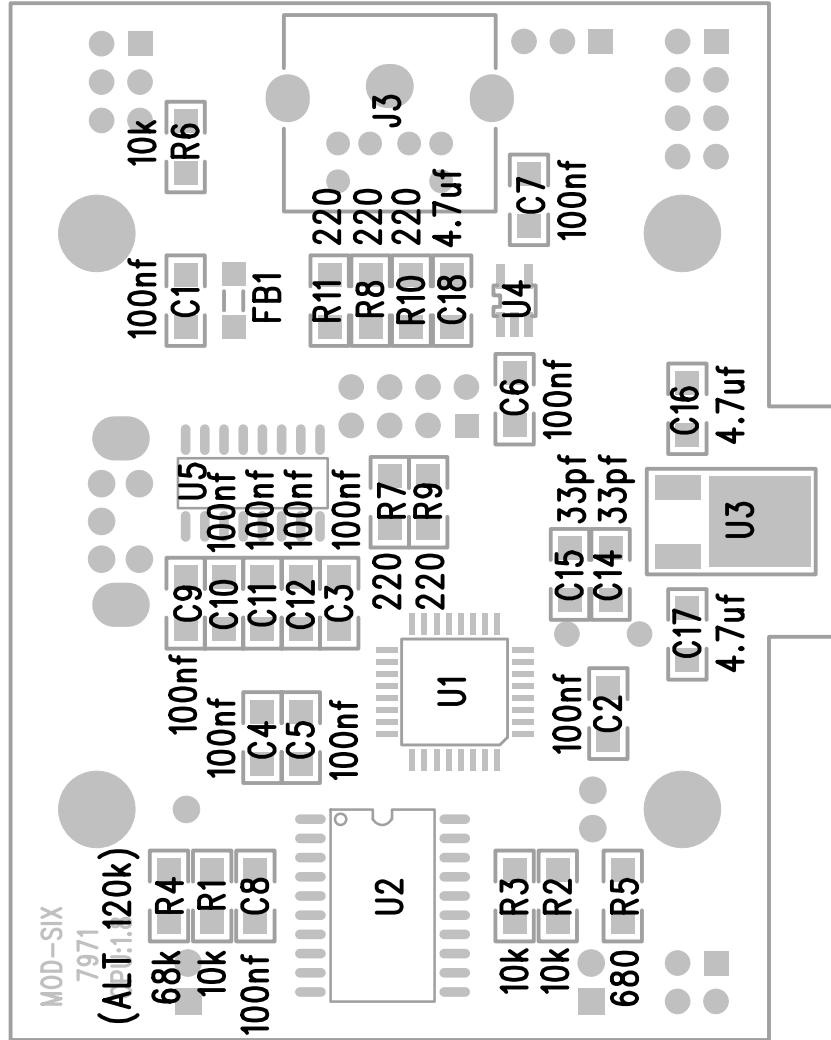 J3
10k
R6
C7
100nf
220
220
220
4.7uf
100nf
C1
FB1
R11
R8
R10
C18
U4
C6
100nf
C16
4.7uf
U5
100nf
100nf
100nf
100nf
R7
R9
33pf
33pf
U3
C9
C10
C11
C12
C3
220
220
C15
C14
C17
4.7uf
100nf
100nf
C4
C5
100nf
U1
100nf
C2
(ALT 120k)
R4
R1
C8
U2
R3
R2
R5
68k
10k
100nf
10k
10k
680
MOD-SIX
7971